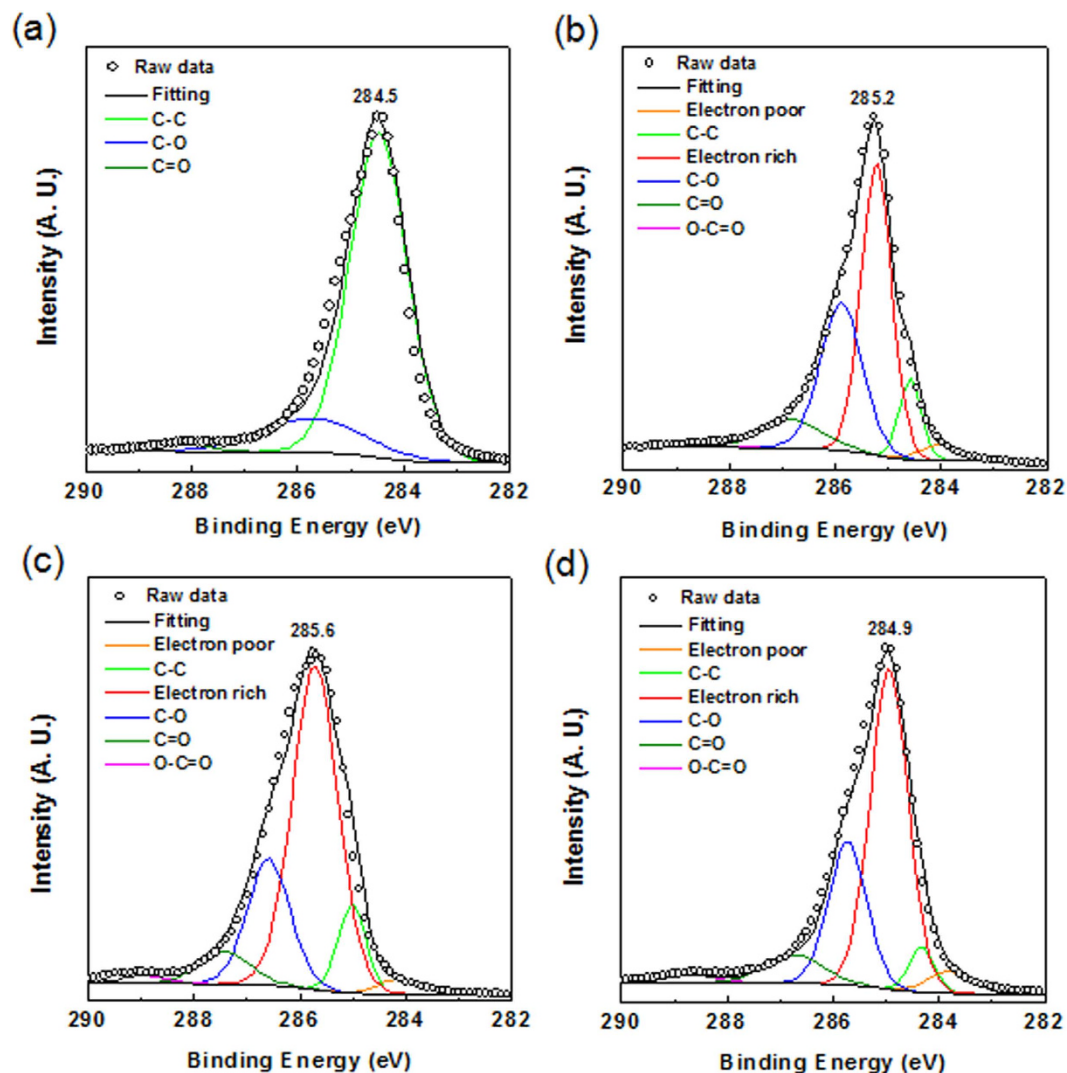 (a)
Raw data
Fitting
C-C
C-O
C=O
284.5
Intensity (A. U.)
290 288 286 284 282
Binding Energy (eV)
(b)
Raw data
Fitting
Electron poor
C-C
Electron rich
C-O
C=O
O-C=O
285.2
Intensity (A. U.)
290 288 286 284 282
Binding Energy (eV)
(c)
Raw data
Fitting
Electron poor
C-C
Electron rich
C-O
C=O
O-C=O
285.6
Intensity (A. U.)
290 288 286 284 282
Binding Energy (eV)
(d)
Raw data
Fitting
Electron poor
C-C
Electron rich
C-O
C=O
O-C=O
284.9
Intensity (A. U.)
290 288 286 284 282
Binding Energy (eV)